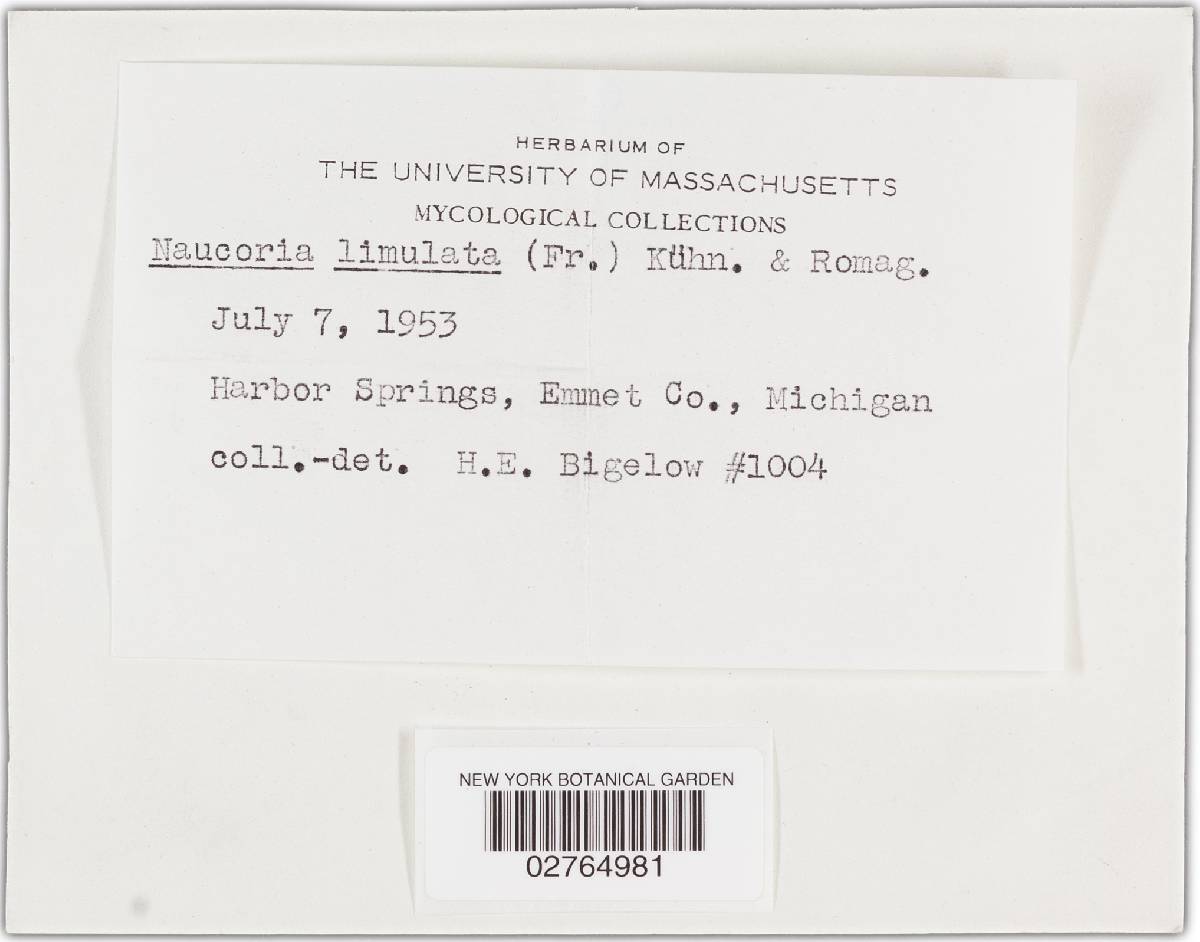 HERBARIUM OF
THE UNIVERSITY OF MASSACHUSETTS
MYCOLOGICAL COLLECTIONS
Naucoria limulata (Fr.) Kühn. & Romag.
July 7, 1953
Harbor Springs, Emmet Co., Michigan
coll.-det. H.E. Bigelow #1004
NEW YORK BOTANICAL GARDEN
02764981